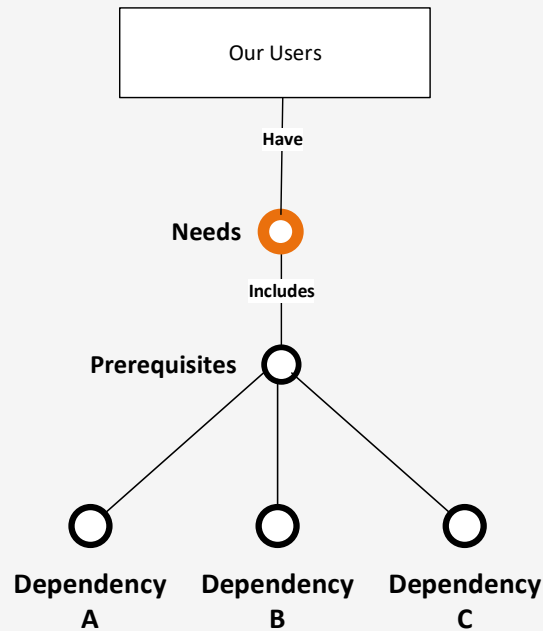 Our Users
Have
Needs
Includes
Prerequisites
Dependency Dependency Dependency
A B C